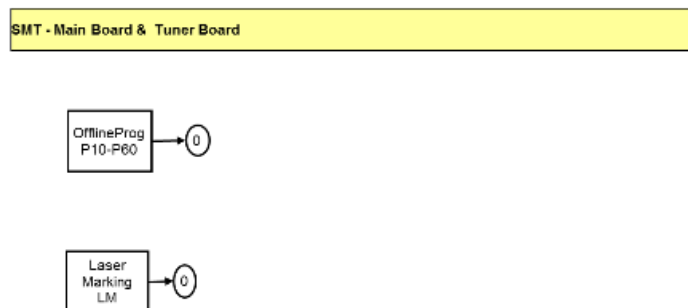 SMT - Main Board & Tuner Board
OfflineProg
P10-P60
0
Laser
Marking
LM
0